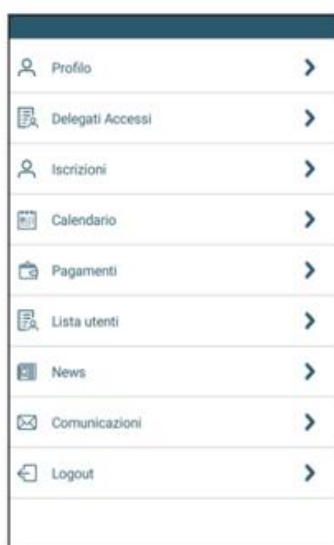 Profilo
Delegati Accessi
Iscrizioni
Calendario
Pagamenti
Lista utenti
News
Comunicazioni
Logout